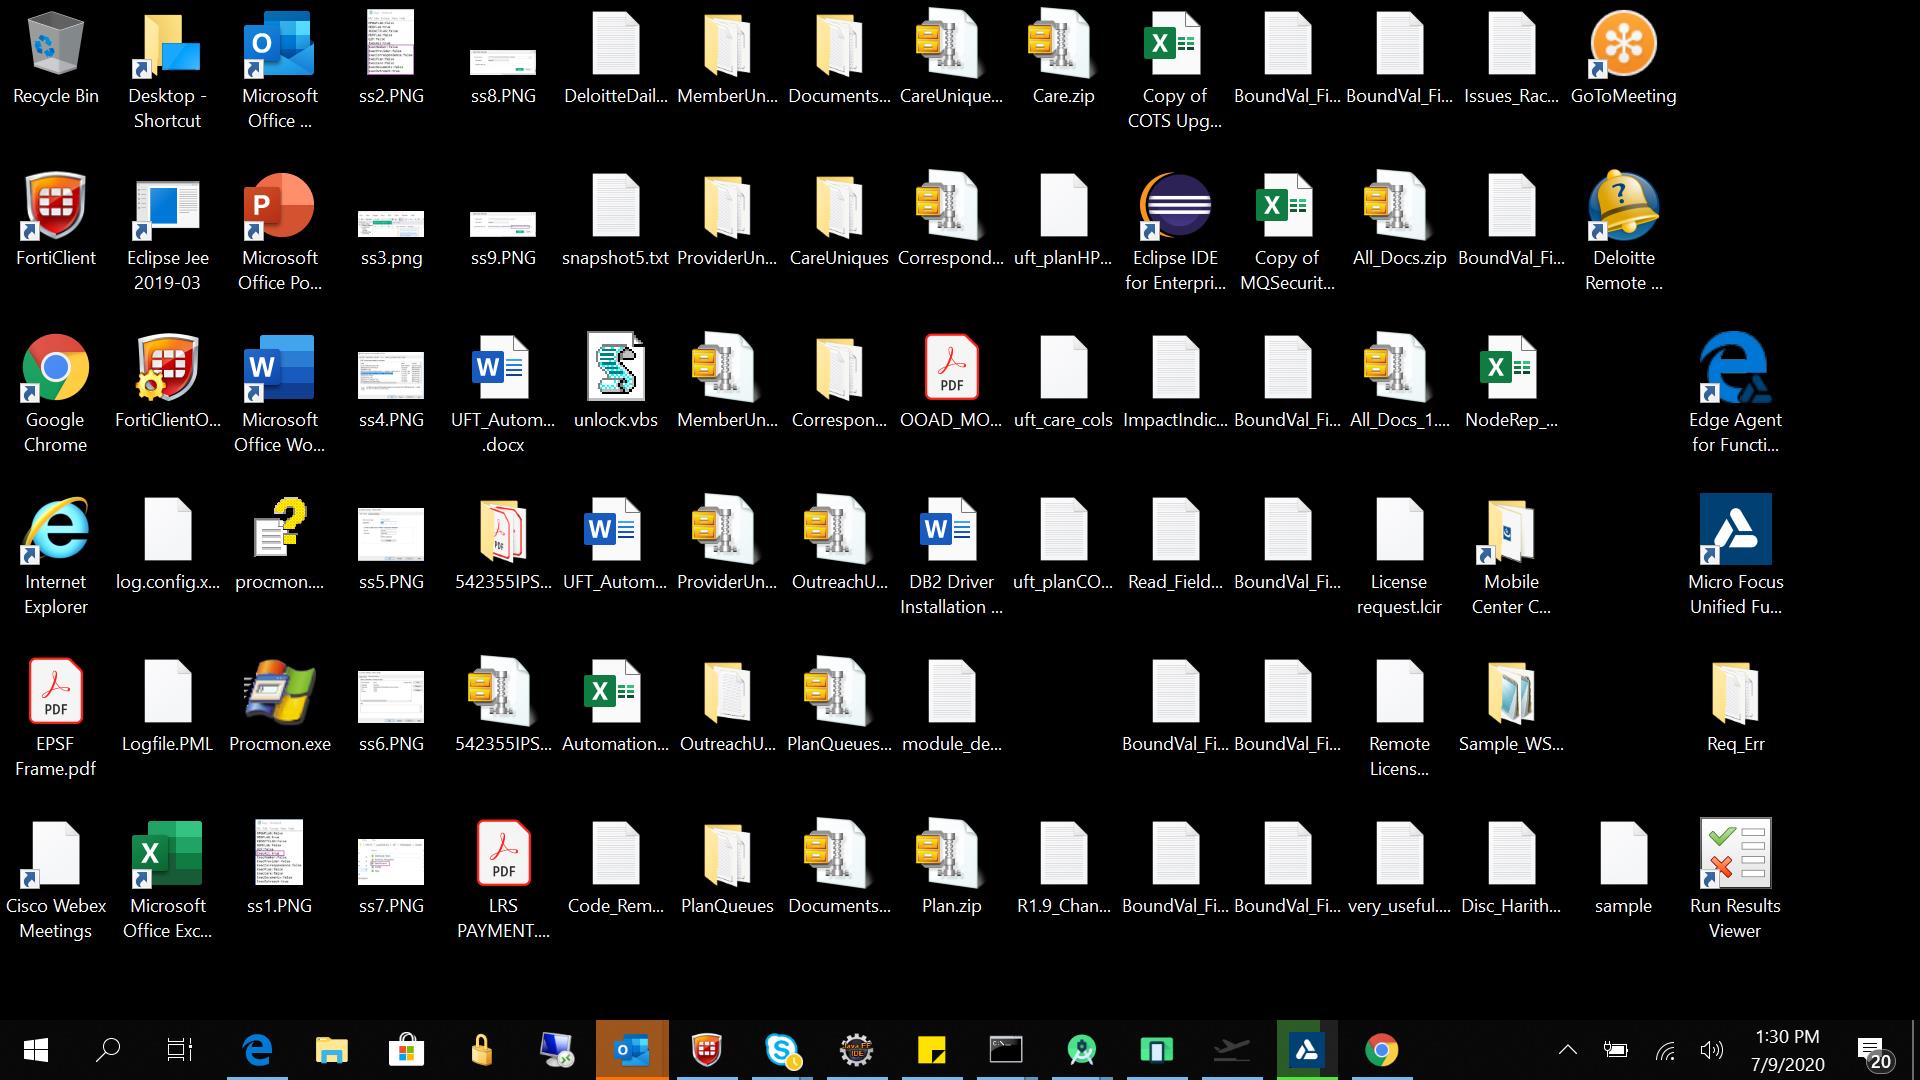 Recycle Bin
Desktop -
Shortcut
Microsoft
Office ...
ss2.PNG
ss8.PNG
DeloitteDail...
MemberUn...
Documents...
CareUnique...
Care.zip
Copy of
COTS Upg...
BoundVal_Fi...
BoundVal_Fi...
Issues_Rac...
GoToMeeting
FortiClient
Eclipse Jee
2019-03
Microsoft
Office Po...
ss3.png
ss9.PNG
snapshot5.txt
ProviderUn...
CareUniques
Correspond...
uft_planHP...
Eclipse IDE
for Enterpri...
Copy of
MQSecurit...
All_Docs.zip
BoundVal_Fi...
Deloitte
Remote ...
Google
Chrome
FortiClientO...
Microsoft
Office Wo...
ss4.PNG
UFT_Autom...
.docx
unlock.vbs
MemberUn...
Correspon...
OOAD_MO...
uft_care_cols
ImpactIndic...
BoundVal_Fi...
All_Docs_1....
NodeRep_...
Edge Agent
for Functi...
Internet
Explorer
log.config.x...
procmon....
ss5.PNG
542355IPS...
UFT_Autom...
ProviderUn...
OutreachU...
DB2 Driver
Installation ...
uft_planCO...
Read_Field...
BoundVal_Fi...
License
request.lcir
Mobile
Center C...
Micro Focus
Unified Fu...
EPSF
Frame.pdf
Logfile.PML
Procmon.exe
ss6.PNG
542355IPS...
Automation...
OutreachU...
PlanQueues...
module_de...
BoundVal_Fi...
BoundVal_Fi...
Remote
Licens...
Sample_WS...
Req_Err
Cisco Webex
Meetings
Microsoft
Office Exc...
ss1.PNG
ss7.PNG
LRS
PAYMENT....
Code_Rem...
PlanQueues
Documents...
Plan.zip
R1.9_Chan...
BoundVal_Fi...
BoundVal_Fi...
very_useful....
Disc_Harith...
sample
Run Results
Viewer
1:30 PM
7/9/2020
20